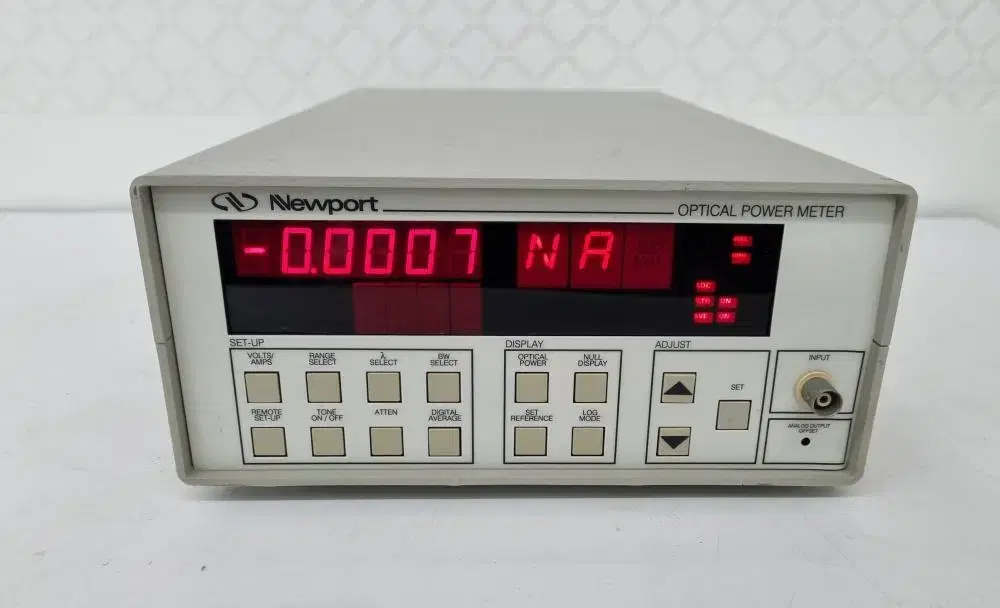 Newport
OPTICAL POWER METER
-0.0007 NA
SET-UP
DISPLAY
ADJUST
VOLTS/
AMPS
RANGE
SELECT
λ
SELECT
BW
SELECT
OPTICAL
POWER
NULL
DISPLAY
SET
INPUT
REMOTE
SET-UP
TONE
ON / OFF
ATTEN
DIGITAL
AVERAGE
SET
REFERENCE
LOG
MODE
ANALOG OUTPUT
OFFSET
ON
ON